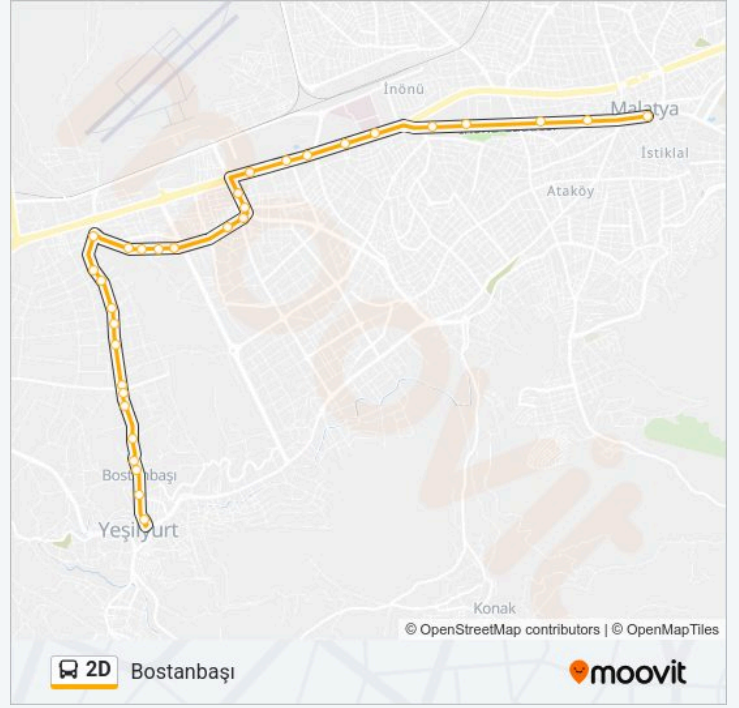 İnönü
Malatya
İstiklal
Ataköy
Bostanbaşı
Yeşilyurt
Konak
© OpenStreetMap contributors | © OpenMapTiles
2D Bostanbaşı
moovit